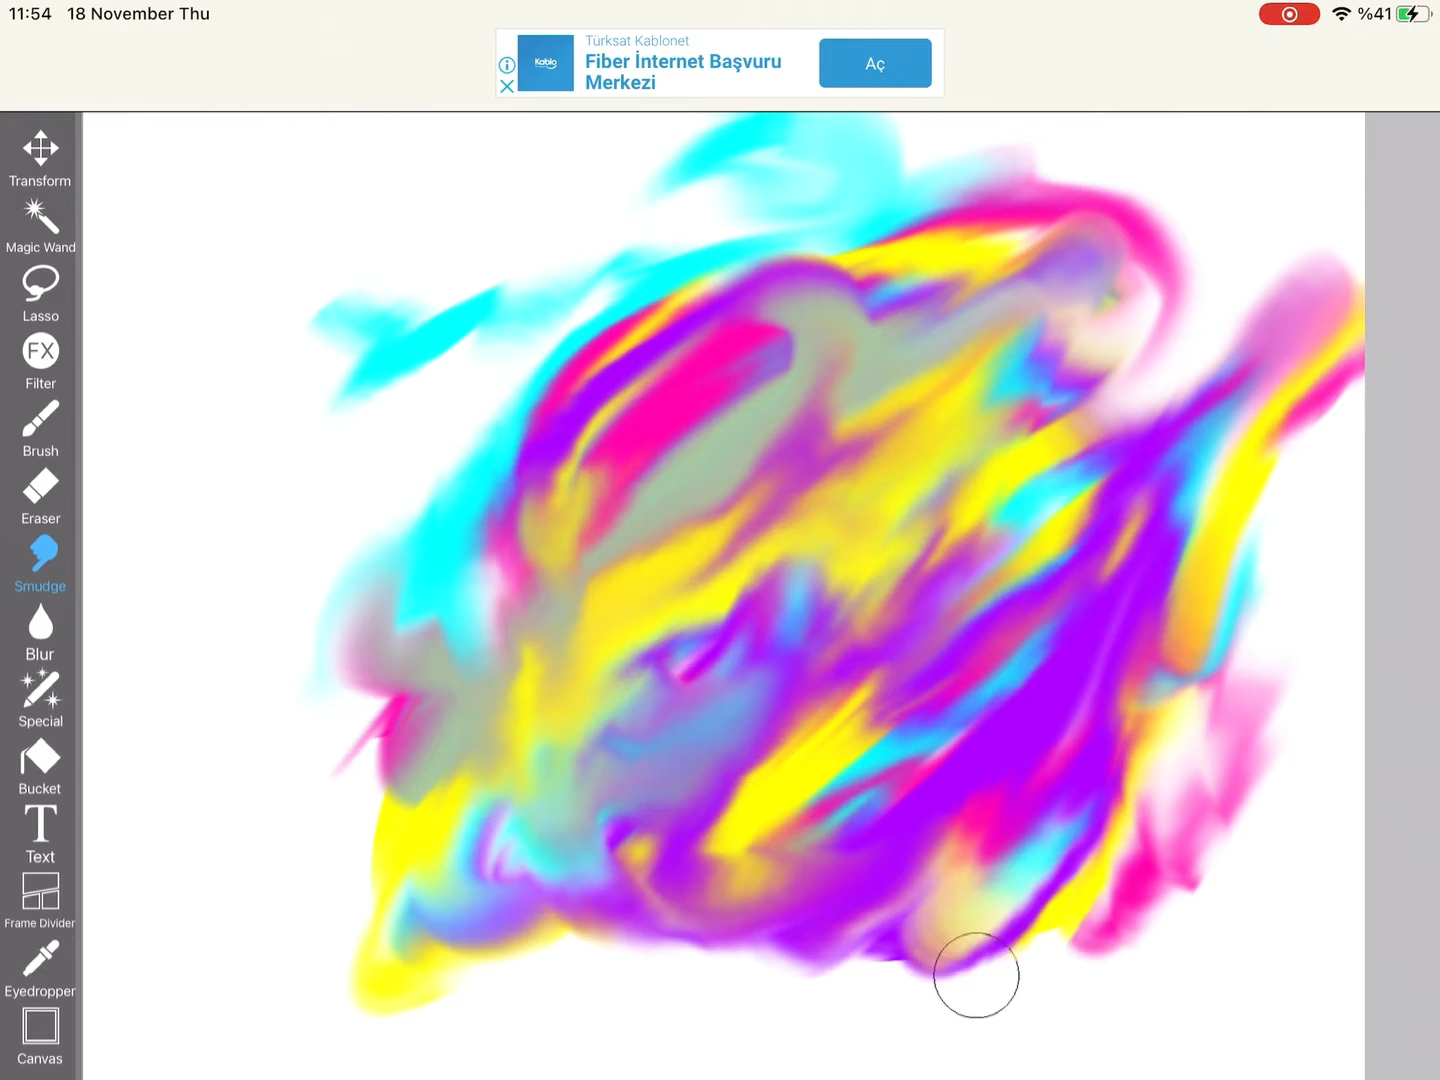 11:54 18 November Thu
%41
Türksat Kablonet
Kablo
Fiber İnternet Başvuru
Merkezi
Aç
Transform
Magic Wand
Lasso
FX
Filter
Brush
Eraser
Smudge
Blur
Special
Bucket
T
Text
Frame Divider
Eyedropper
Canvas